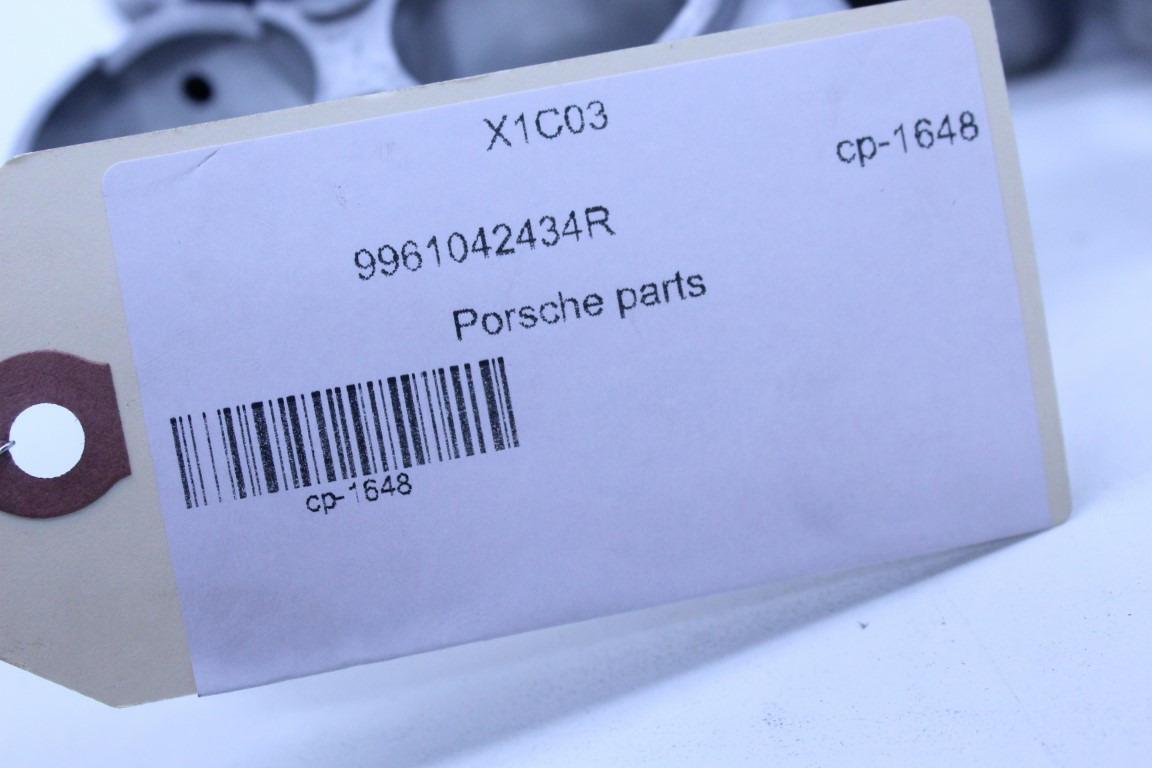 X1C03
cp-1648
9961042434R
Porsche parts
cp-1648